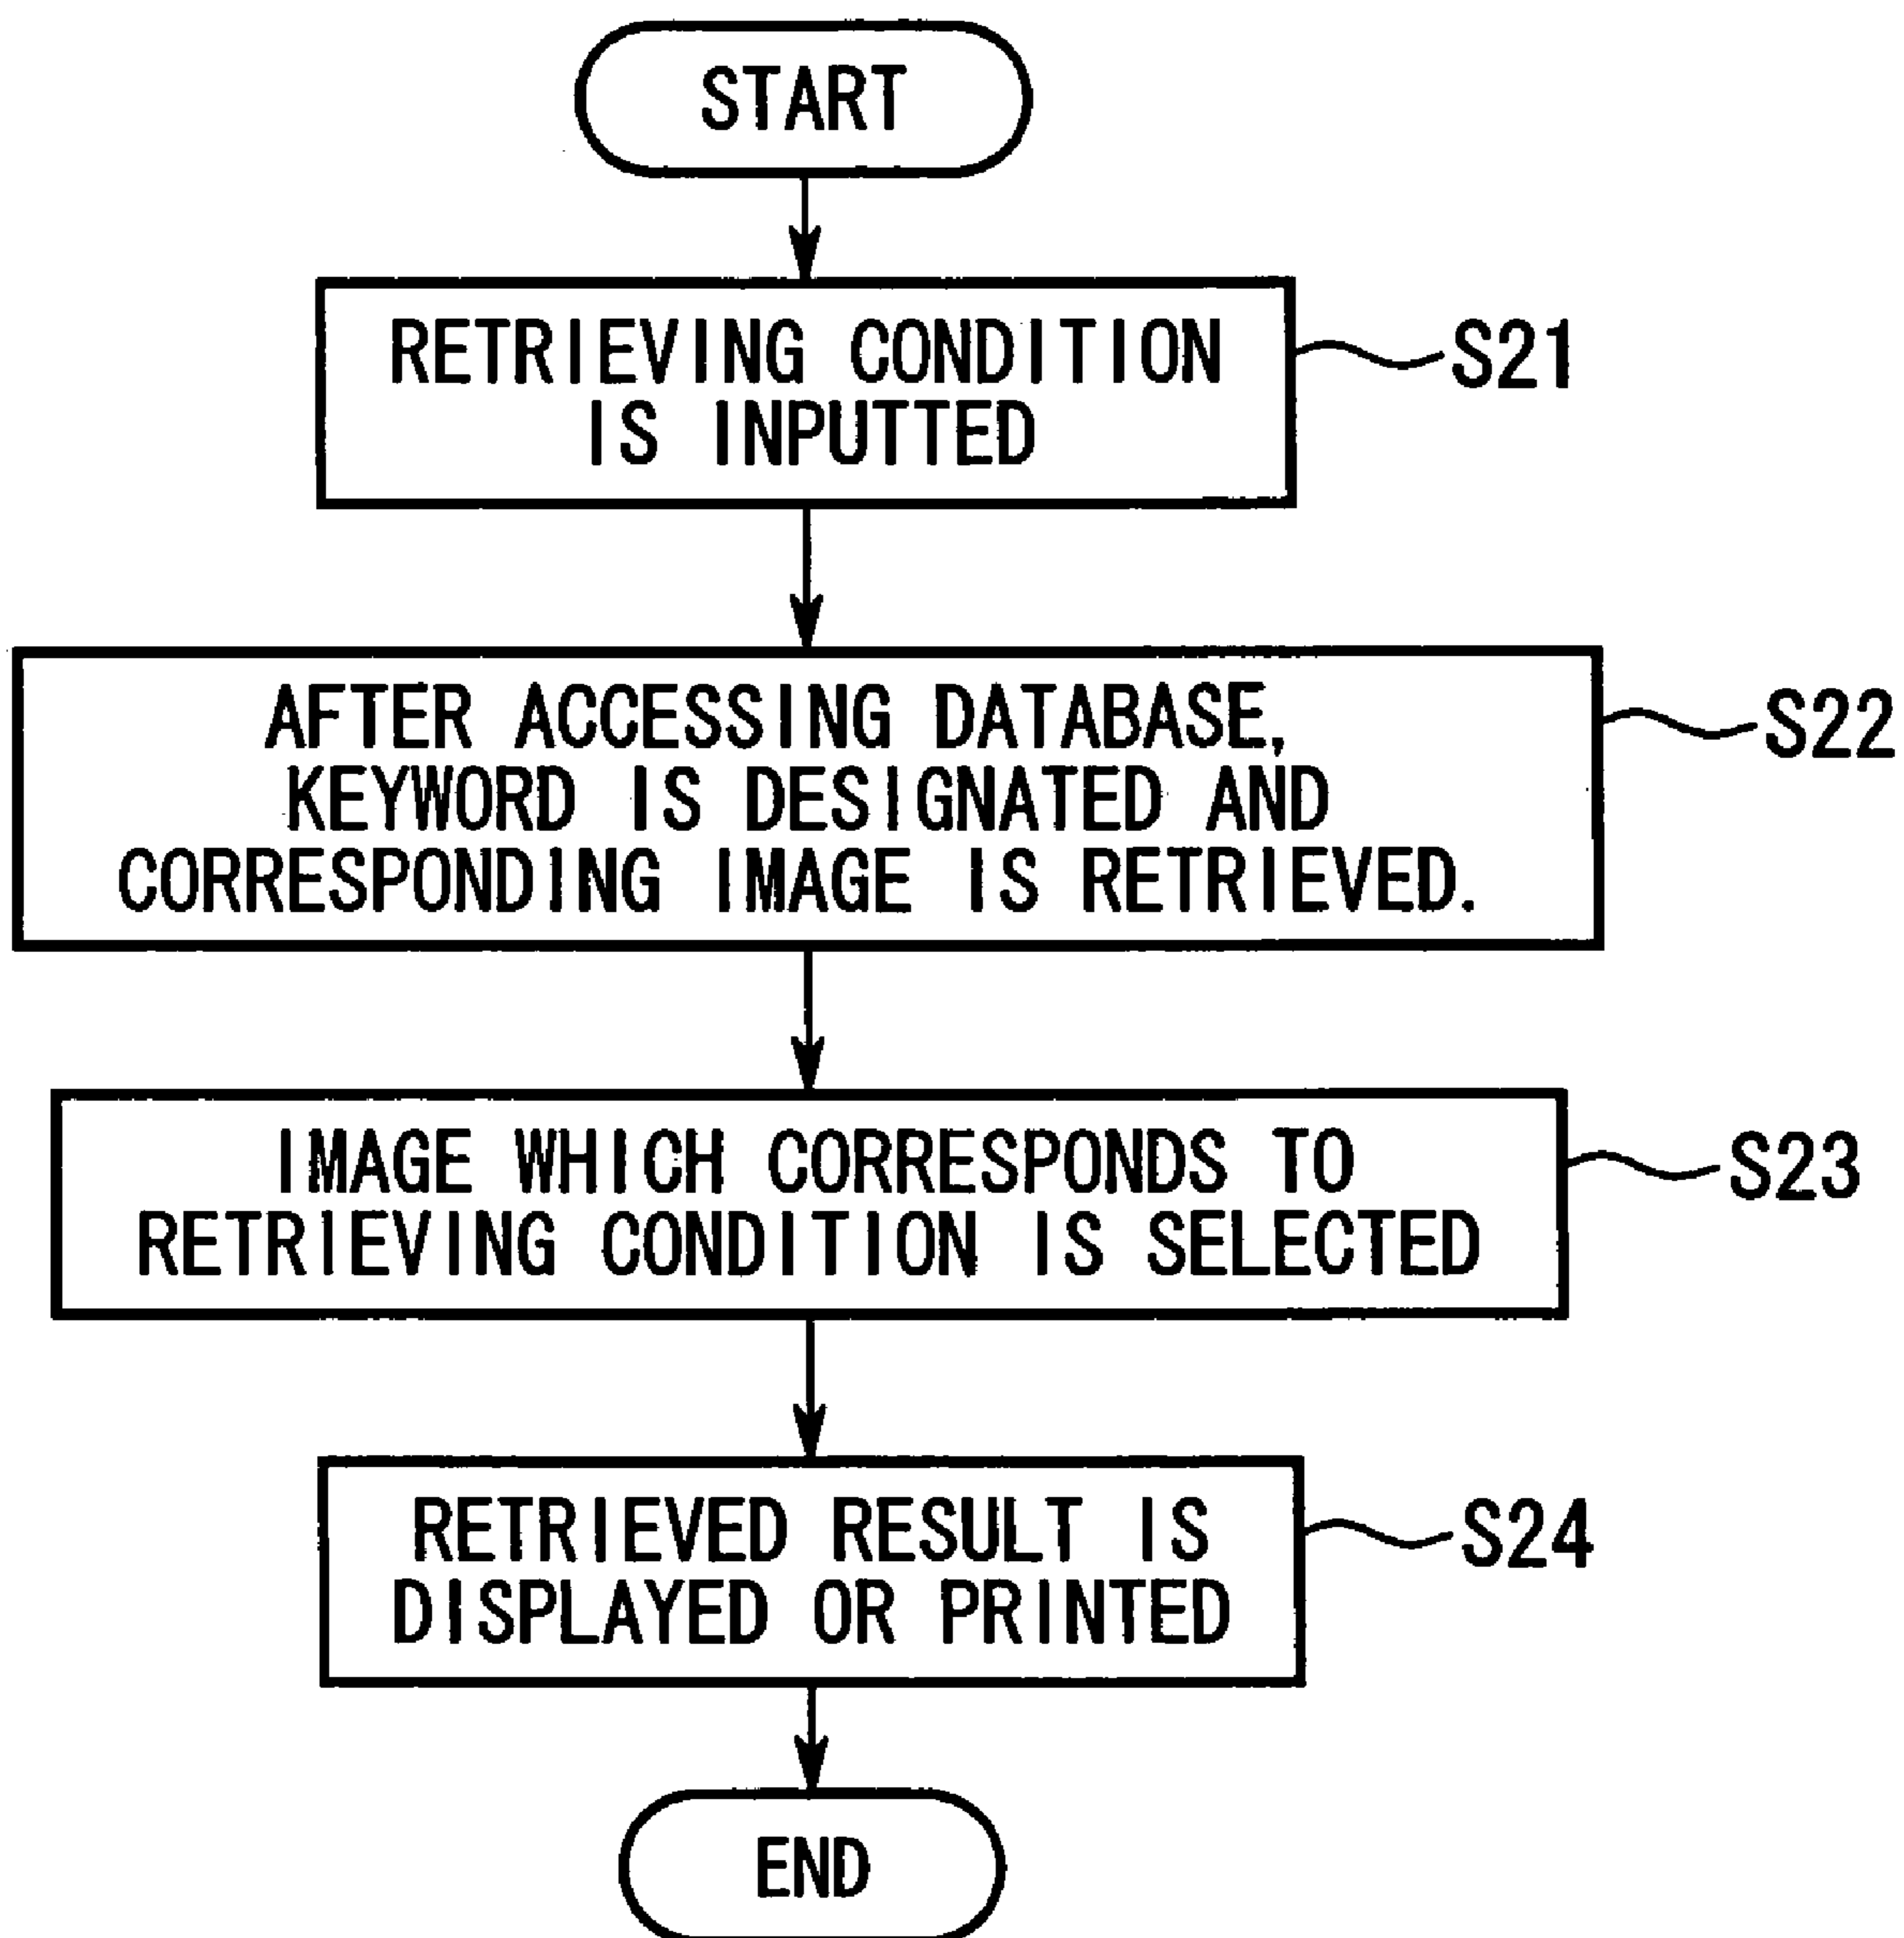 START
RETRIEVING CONDITION
IS INPUTTED
S21
AFTER ACCESSING DATABASE,
KEYWORD IS DESIGNATED AND
CORRESPONDING IMAGE IS RETRIEVED.
S22
IMAGE WHICH CORRESPONDS TO
RETRIEVING CONDITION IS SELECTED
S23
RETRIEVED RESULT IS
DISPLAYED OR PRINTED
S24
END